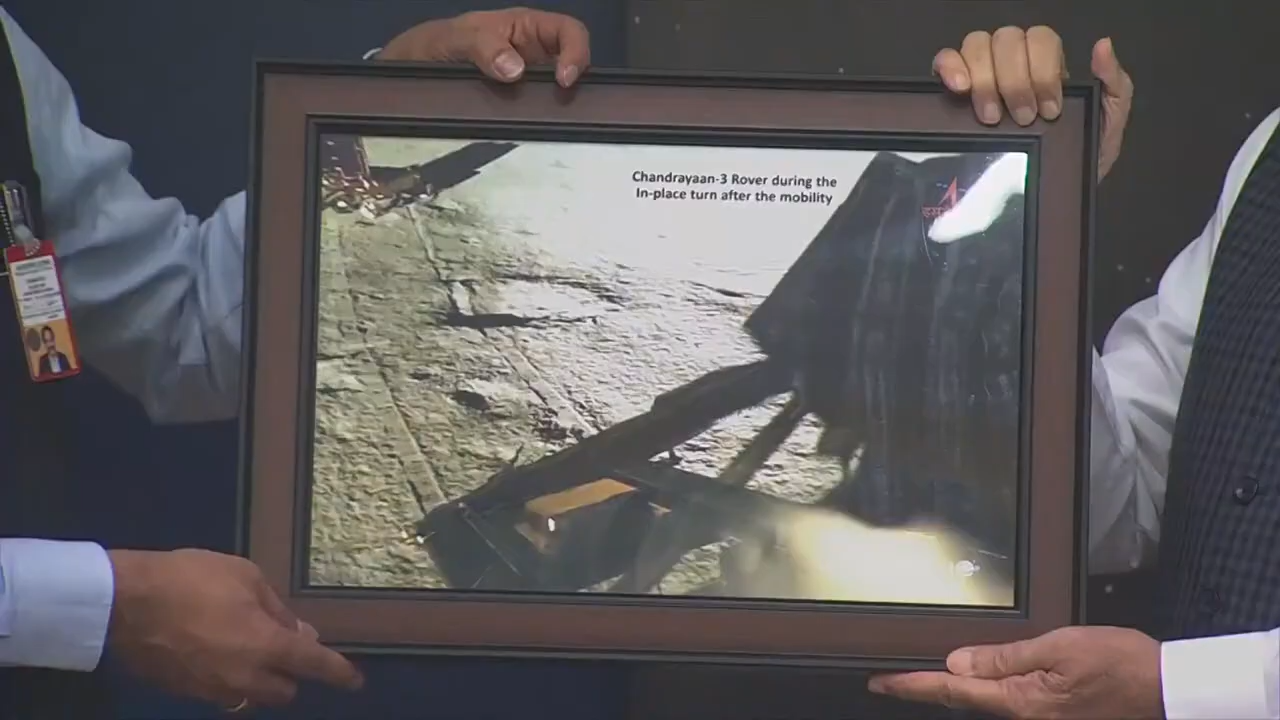 Chandrayaan-3 Rover during the
In-place turn after the mobility